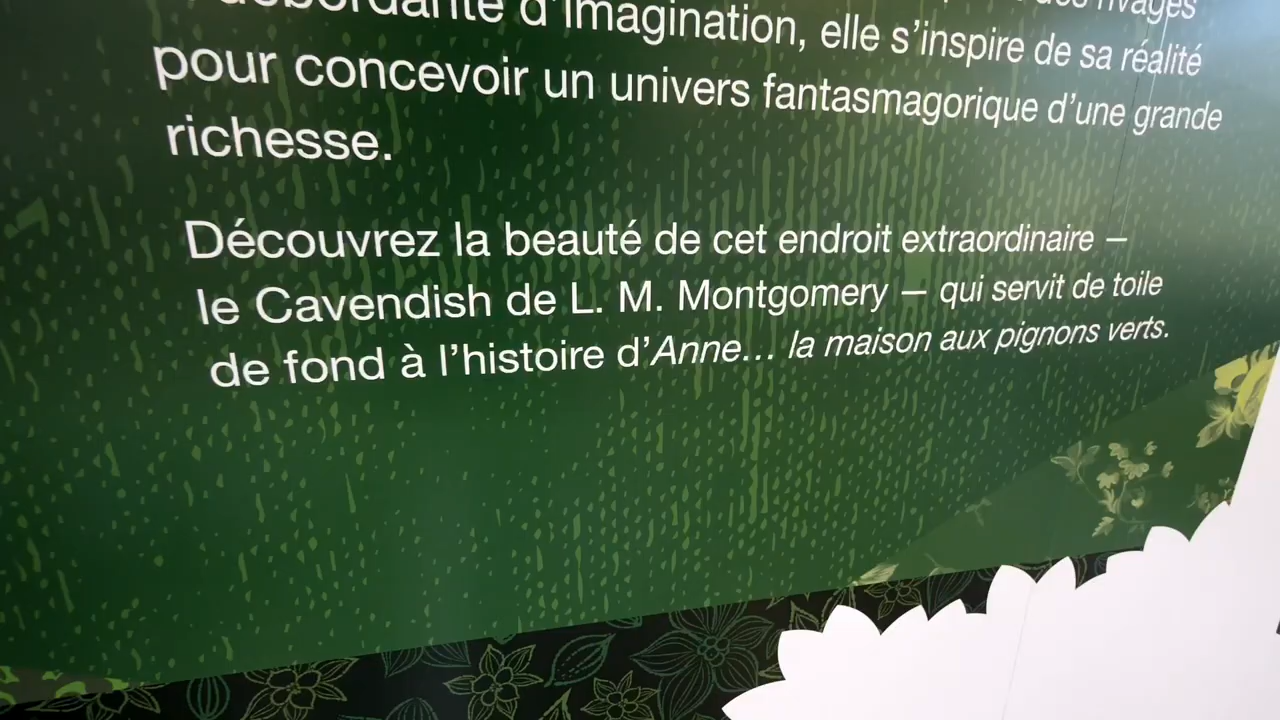 débordante d'imagination, elle s'inspire de sa réalité
pour concevoir un univers fantasmagorique d'une grande
richesse.
Découvrez la beauté de cet endroit extraordinaire –
le Cavendish de L. M. Montgomery – qui servit de toile
de fond à l'histoire d'Anne... la maison aux pignons verts.